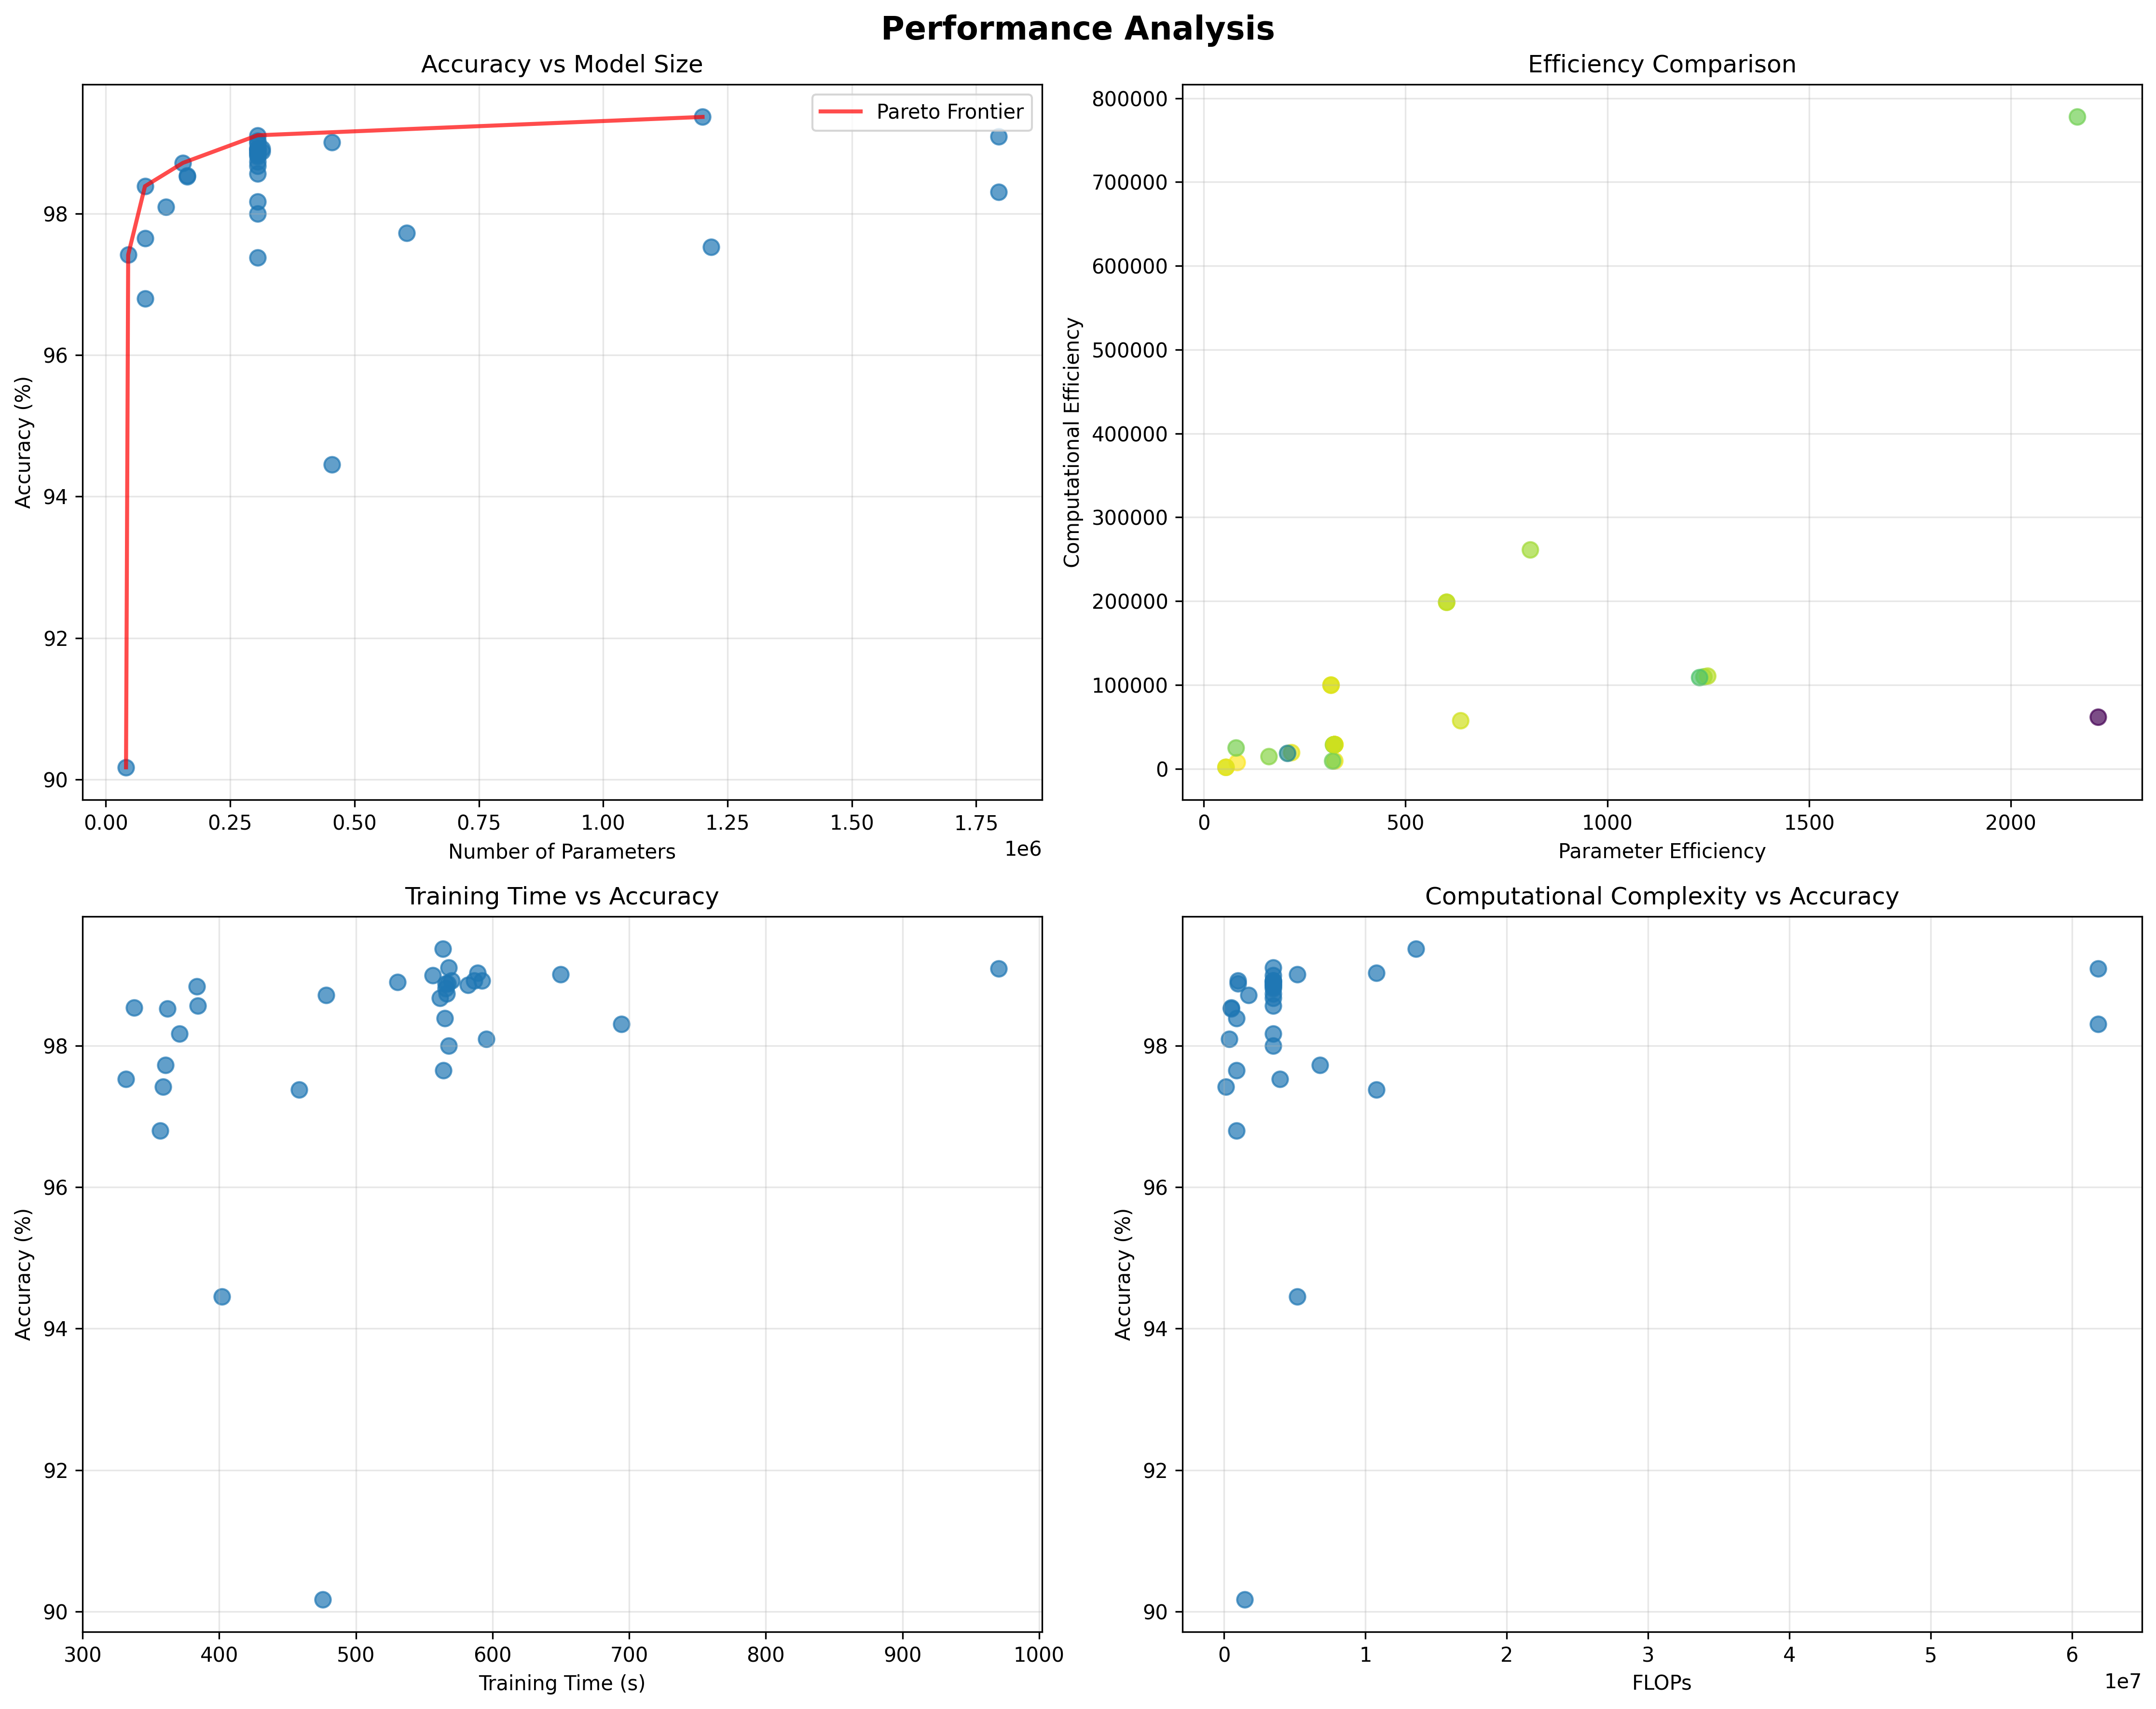 Performance Analysis
Accuracy vs Model Size
Pareto Frontier
Accuracy (%)
98
96
94
92
90
0.00 0.25 0.50 0.75 1.00 1.25 1.50 1.75
1e6
Number of Parameters
Efficiency Comparison
Computational Efficiency
800000
700000
600000
500000
400000
300000
200000
100000
0
0 500 1000 1500 2000
Parameter Efficiency
Training Time vs Accuracy
Accuracy (%)
98
96
94
92
90
300 400 500 600 700 800 900 1000
Training Time (s)
Computational Complexity vs Accuracy
Accuracy (%)
98
96
94
92
90
0 1 2 3 4 5 6
1e7
FLOPs